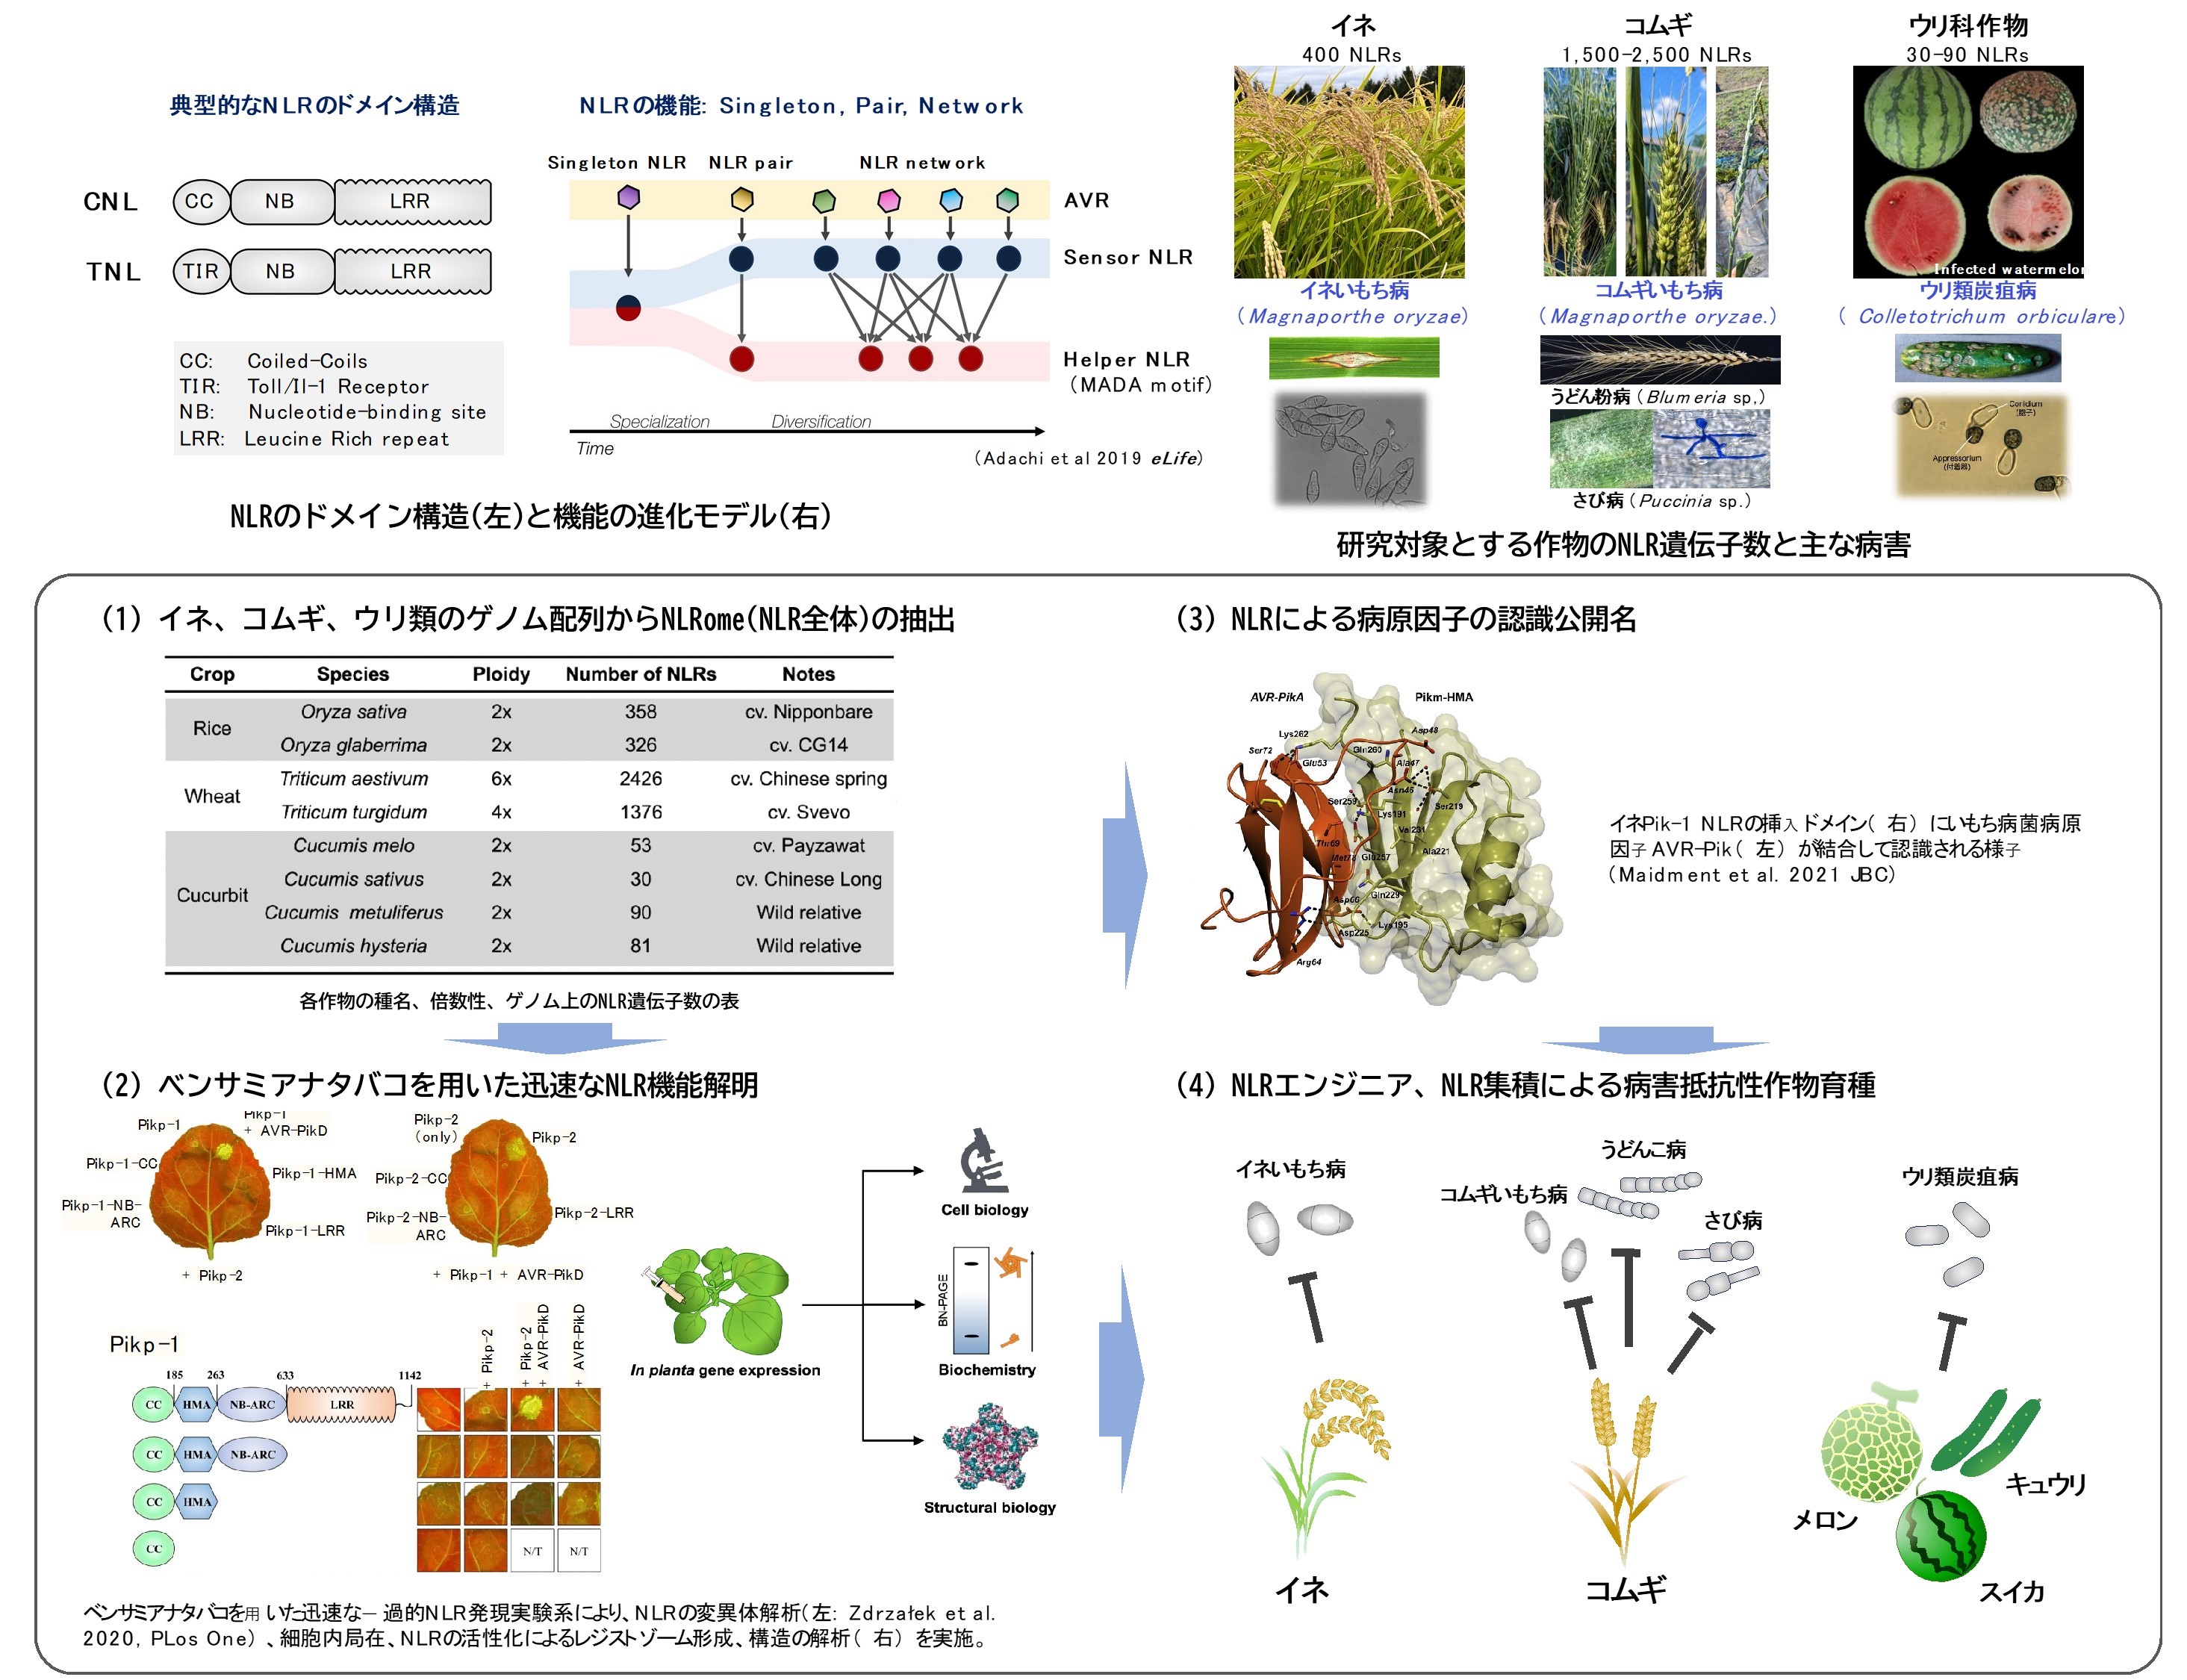 典型的なNLRのドメイン構造
CNL
CC
NB
LRR
TNL
TIR
NB
LRR
CC: Coiled-Coils
TIR: Toll/Il-1 Receptor
NB: Nucleotide-binding site
LRR: Leucine Rich repeat
NLRの機能: Singleton, Pair, Network
Singleton NLR NLR pair NLR network
AVR
Sensor NLR
Helper NLR
(MADA motif)
Specialization Diversification
Time
(Adachi et al 2019 eLife)
NLRのドメイン構造(左)と機能の進化モデル(右)
イネ
400 NLRs
イネいもち病
(Magnaporthe oryzae)
コムギ
1,500-2,500 NLRs
コムギいもち病
(Magnaporthe oryzae.)
うどん粉病 (Blumeria sp,)
さび病 (Puccinia sp.)
ウリ科作物
30-90 NLRs
Infected watermelon
ウリ類炭疽病
( Colletotrichum orbiculare)
Conidium
(胞子)
Appressorium
(付着器)
研究対象とする作物のNLR遺伝子数と主な病害
(1) イネ、コムギ、ウリ類のゲノム配列からNLRome(NLR全体)の抽出
Crop Species Ploidy Number of NLRs Notes
Rice
Oryza sativa 2x 358 cv. Nipponbare
Oryza glaberrima 2x 326 cv. CG14
Wheat
Triticum aestivum 6x 2426 cv. Chinese spring
Triticum turgidum 4x 1376 cv. Svevo
Cucurbit
Cucumis melo 2x 53 cv. Payzawat
Cucumis sativus 2x 30 cv. Chinese Long
Cucumis metuliferus 2x 90 Wild relative
Cucumis hysteria 2x 81 Wild relative
各作物の種名、倍数性、ゲノム上のNLR遺伝子数の表
(2) ベンサミアナタバコを用いた迅速なNLR機能解明
Pikp-1
Pikp-1
+ AVR-PikD
Pikp-1-CC
Pikp-1-HMA
Pikp-1-NB-
ARC
Pikp-1-LRR
+ Pikp-2
Pikp-2
(only)
Pikp-2
Pikp-2-CC
Pikp-2-NB-
ARC
Pikp-2-LRR
+ Pikp-1 + AVR-PikD
Pikp-1
185 263 633 1142
CC HMA NB-ARC LRR
CC HMA NB-ARC
CC HMA
CC
+ Pikp-2
+ Pikp-2
+ AVR-PikD
+ AVR-PikD
N/T N/T
In planta gene expression
Cell biology
BN-PAGE
Biochemistry
Structural biology
ベンサミアナタバコを用いた迅速な一過的NLR発現実験系により、NLRの変異体解析(左: Zdrzałek et al.
2020, PLos One) 、細胞内局在、NLRの活性化によるレジストゾーム形成、構造の解析( 右) を実施。
(3) NLRによる病原因子の認識公開名
AVR-PikA
Pikm-HMA
Lys262
Asp48
Ser72
Gln260
Glu53
Ala47
Asn46
Ser259
Ser219
Lys191
Val231
Thr69
Ala221
Met78
Glu257
Gln229
Asp66
Lys195
Asp225
Arg64
イネPik-1 NLRの挿入ドメイン( 右) にいもち病菌病原
因子 AVR-Pik( 左) が結合して認識される様子
(Maidment et al. 2021 JBC)
(4) NLRエンジニア、NLR集積による病害抵抗性作物育種
イネいもち病
コムギいもち病
うどんこ病
さび病
ウリ類炭疽病
イネ
コムギ
メロン
キュウリ
スイカ